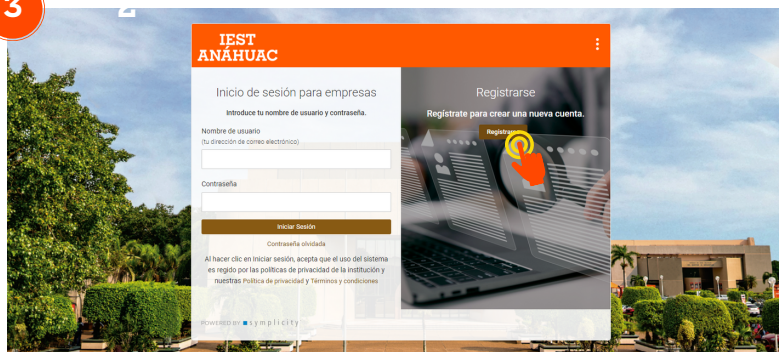 3
2
IEST
ANÁHUAC
Inicio de sesión para empresas
Introduce tu nombre de usuario y contraseña.
Nombre de usuario
(tu dirección de correo electrónico)
Contraseña
Iniciar Sesión
Contraseña olvidada
Al hacer clic en Iniciar sesión, acepta que el uso del sistema
es regido por las políticas de privacidad de la institución y
nuestras Política de privacidad y Términos y condiciones
POWERED BY symplicity
Registrarse
Regístrate para crear una nueva cuenta.